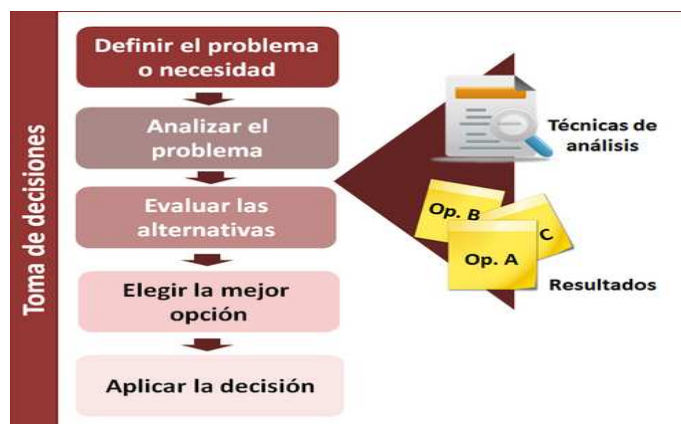 Toma de decisiones
Definir el problema
o necesidad
Analizar el
problema
Evaluar las
alternativas
Elegir la mejor
opción
Aplicar la decisión
Técnicas de
análisis
Op. B
C
Op. A
Resultados